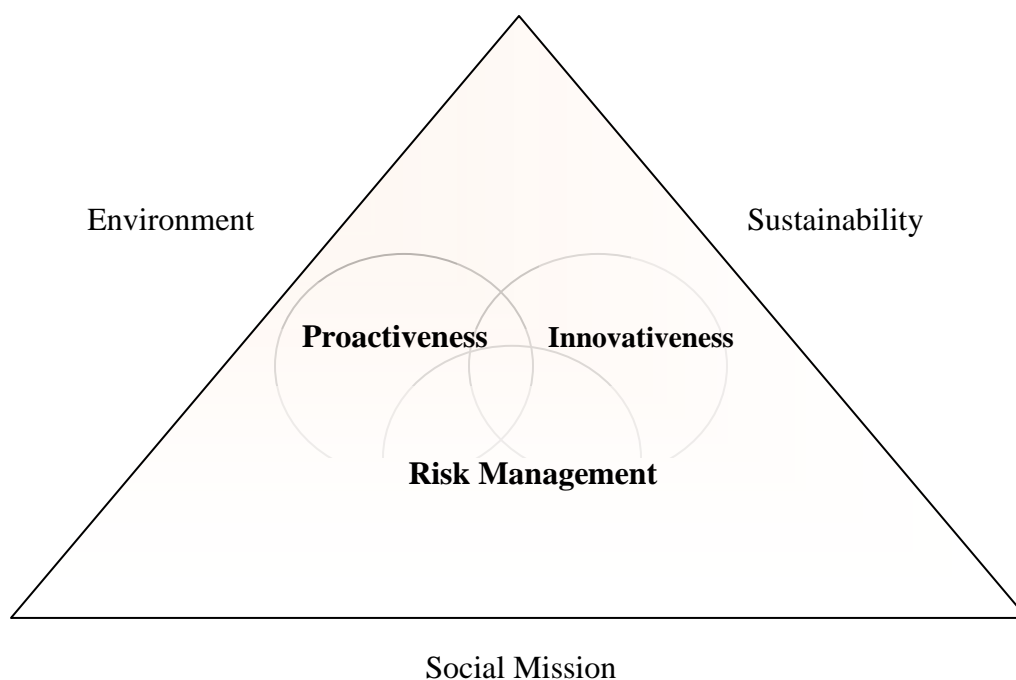 Environment
Sustainability
Proactiveness
Innovativeness
Risk Management
Social Mission